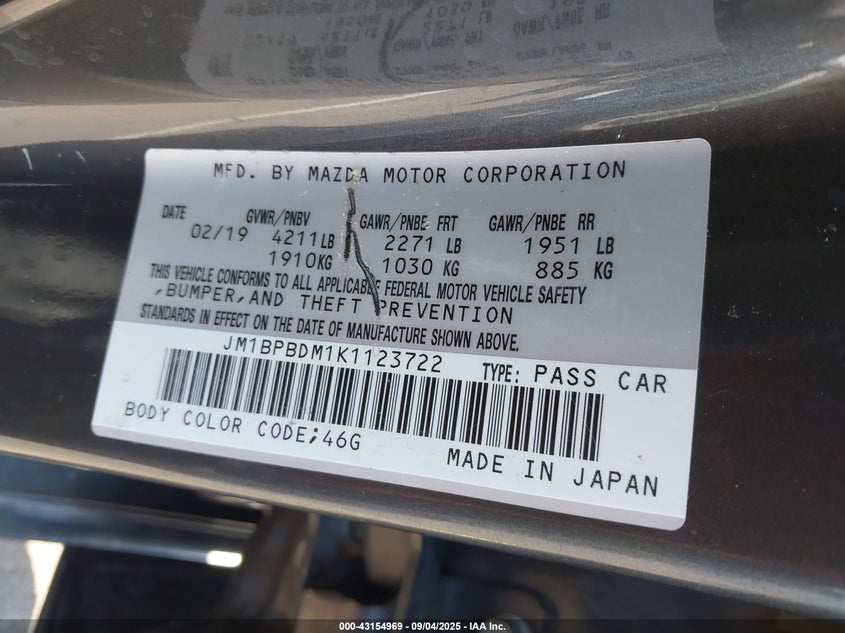 MFD. BY MAZDA MOTOR CORPORATION
DATE GVWR/PNBV GAWR/PNBE FRT GAWR/PNBE RR
02/19 4211LB 2271 LB 1951 LB
1910KG 1030 KG 885 KG
THIS VEHICLE CONFORMS TO ALL APPLICABLE FEDERAL MOTOR VEHICLE SAFETY
,BUMPER,AND THEFT PREVENTION
STANDARDS IN EFFECT ON THE DATE OF MANUFACTURE SHOWN ABOVE.
JM1BPBDM1K1123722 TYPE: PASS CAR
BODY COLOR CODE;46G
MADE IN JAPAN
000-43154969 | 09/04/2025 - IAA Inc.